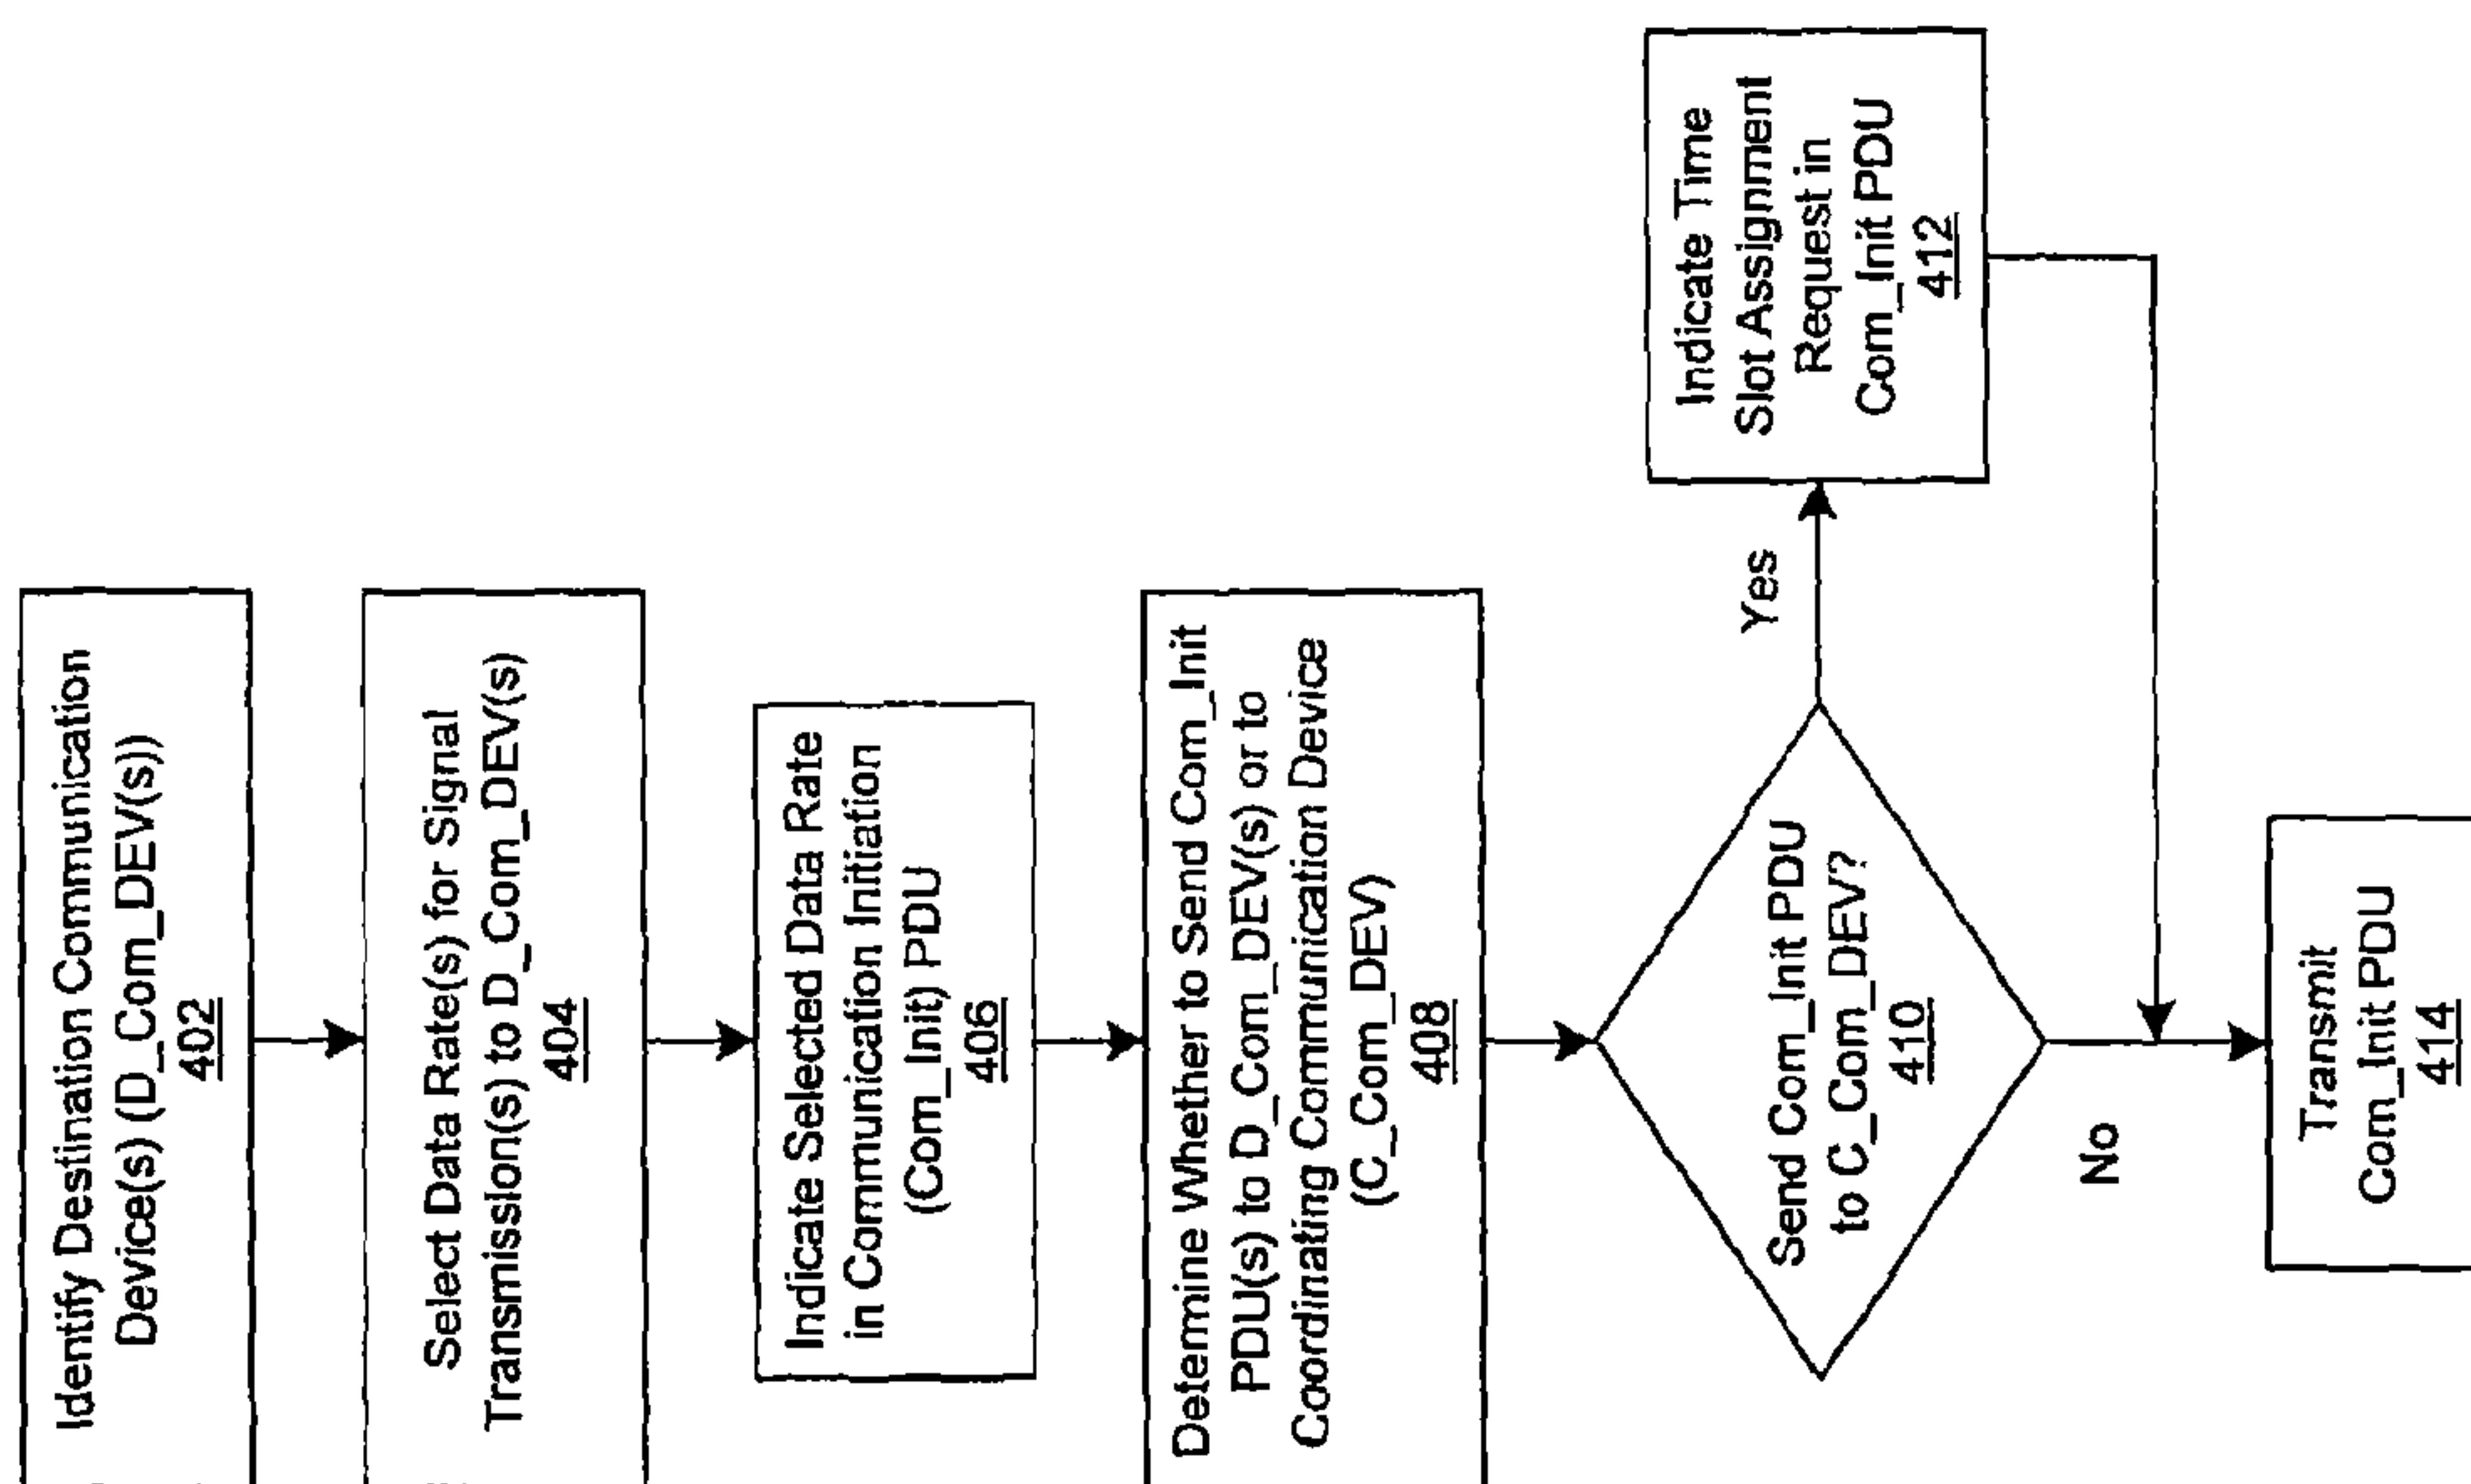 Identify Destination Communication
Device(s) (D_Com_DEV(s))
402
Select Data Rate(s) for Signal
Transmission(s) to D_Com_DEV(s)
404
Indicate Selected Data Rate
in Communication Initiation
(Com_Init) PDU
406
Determine Whether to Send Com_Init
PDU(s) to D_Com_DEV(s) or to
Coordinating Communication Device
(C_Com_DEV)
408
Send Com_Init PDU
to C_Com_DEV?
410
Yes
Indicate Time
Slot Assignment
Request in
Com_Init PDU
412
No
Transmit
Com_Init PDU
414